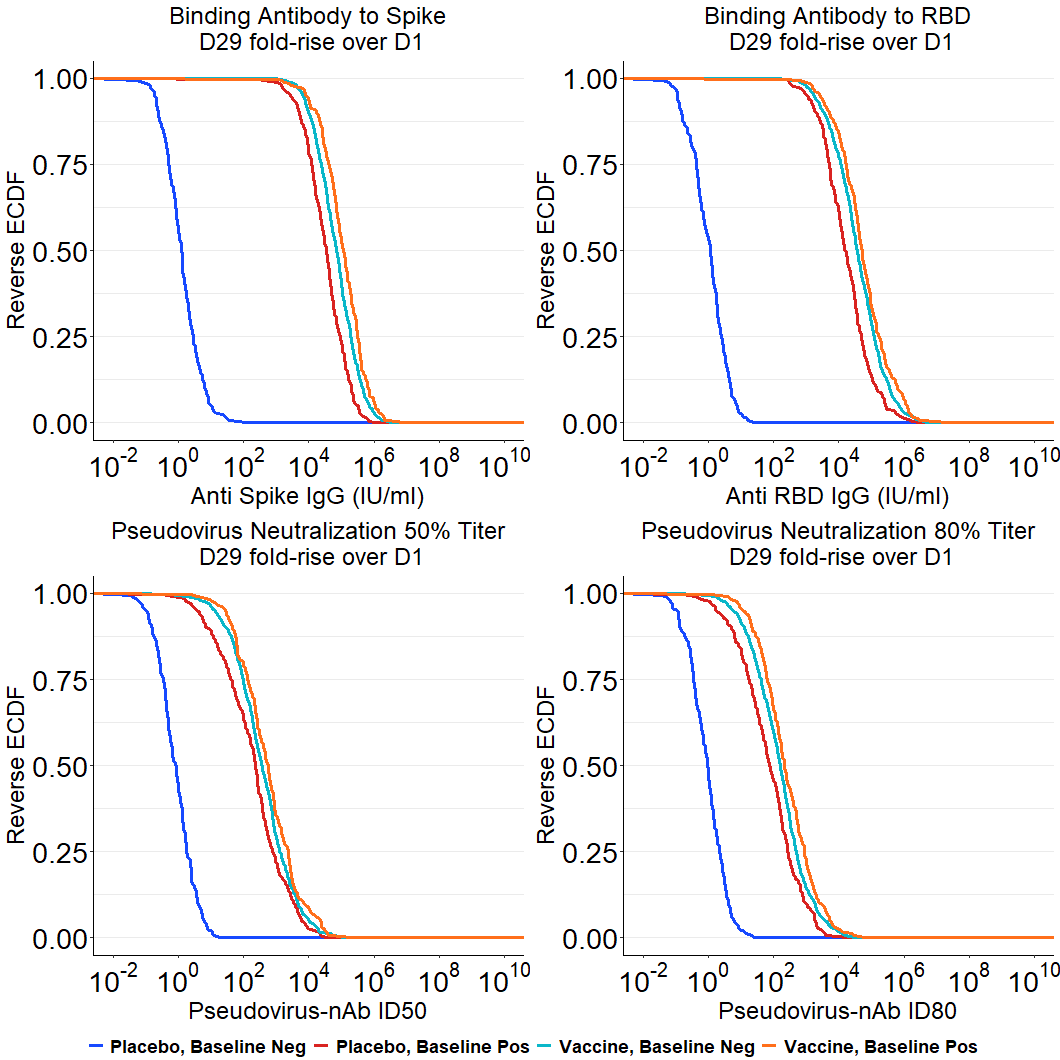 Binding Antibody to Spike
D29 fold-rise over D1
Reverse ECDF
1.00
0.75
0.50
0.25
0.00
10^-2 10^0 10^2 10^4 10^6 10^8 10^10
Anti Spike IgG (IU/ml)
Binding Antibody to RBD
D29 fold-rise over D1
Reverse ECDF
1.00
0.75
0.50
0.25
0.00
10^-2 10^0 10^2 10^4 10^6 10^8 10^10
Anti RBD IgG (IU/ml)
Pseudovirus Neutralization 50% Titer
D29 fold-rise over D1
Reverse ECDF
1.00
0.75
0.50
0.25
0.00
10^-2 10^0 10^2 10^4 10^6 10^8 10^10
Pseudovirus-nAb ID50
Pseudovirus Neutralization 80% Titer
D29 fold-rise over D1
Reverse ECDF
1.00
0.75
0.50
0.25
0.00
10^-2 10^0 10^2 10^4 10^6 10^8 10^10
Pseudovirus-nAb ID80
Placebo, Baseline Neg Placebo, Baseline Pos Vaccine, Baseline Neg Vaccine, Baseline Pos